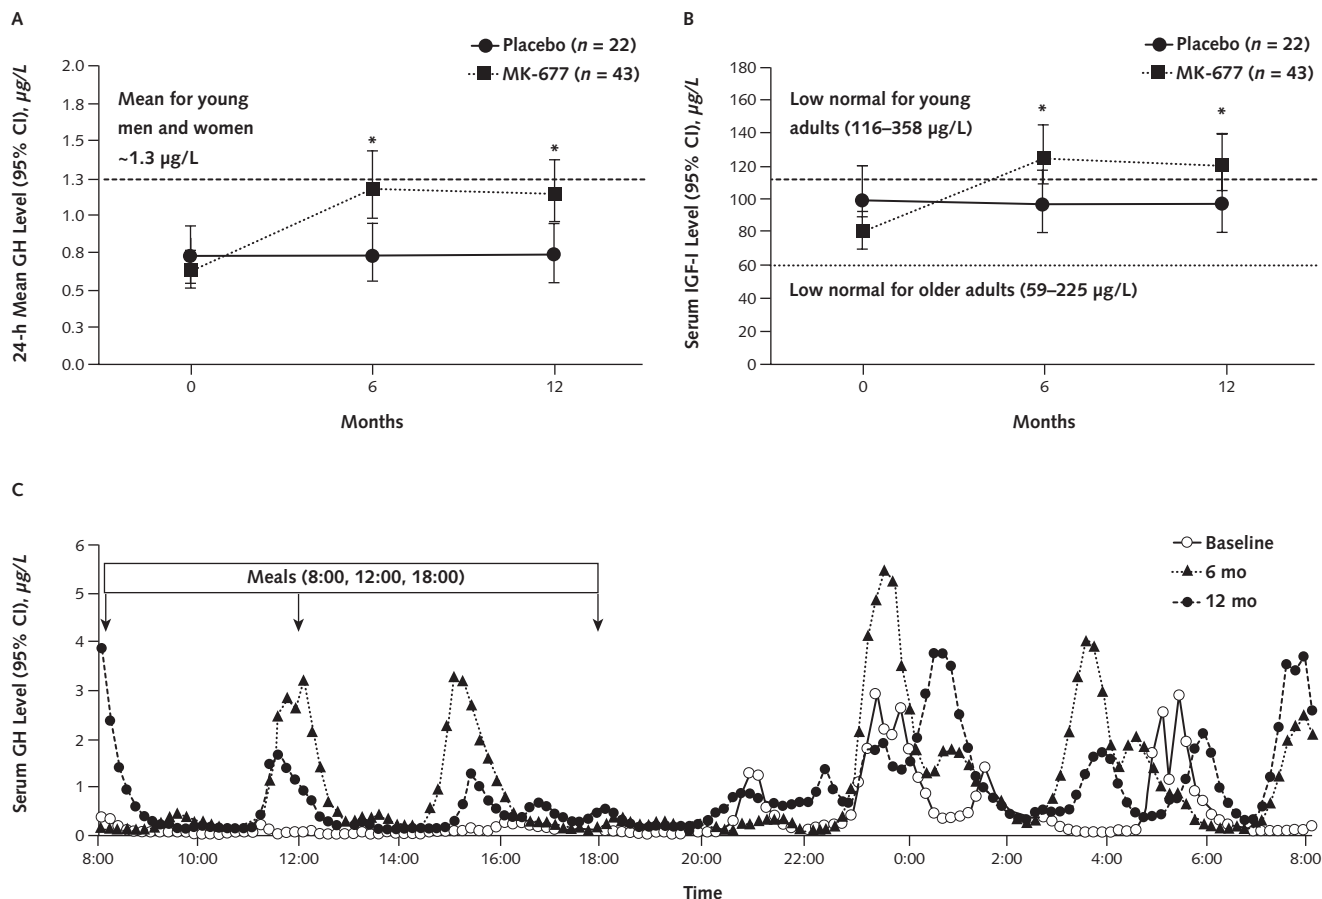 A
Placebo (n = 22)
MK-677 (n = 43)
24-h Mean GH Level (95% CI), µg/L
2.0
1.8
1.5
1.3
1.0
0.8
0.5
0.3
0.0
Mean for young
men and women
~1.3 µg/L
*
*
0
6
12
Months
B
Placebo (n = 22)
MK-677 (n = 43)
Serum IGF-I Level (95% CI), µg/L
180
160
140
120
100
80
60
40
20
0
Low normal for young
adults (116–358 µg/L)
*
*
Low normal for older adults (59–225 µg/L)
0
6
12
Months
C
Serum GH Level (95% CI), µg/L
6
5
4
3
2
1
0
Meals (8:00, 12:00, 18:00)
Baseline
6 mo
12 mo
8:00
10:00
12:00
14:00
16:00
18:00
20:00
22:00
0:00
2:00
4:00
6:00
8:00
Time